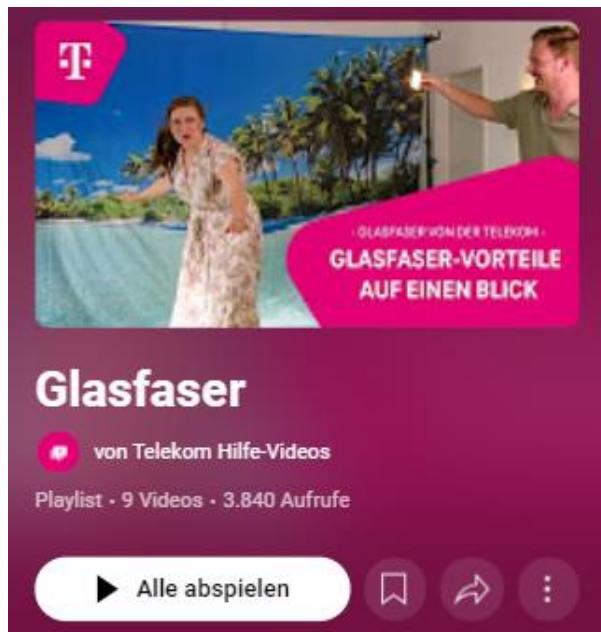 T
- GLASFASER VON DER TELEKOM -
GLASFASER-VORTEILE
AUF EINEN BLICK
Glasfaser
von Telekom Hilfe-Videos
Playlist • 9 Videos • 3.840 Aufrufe
Alle abspielen